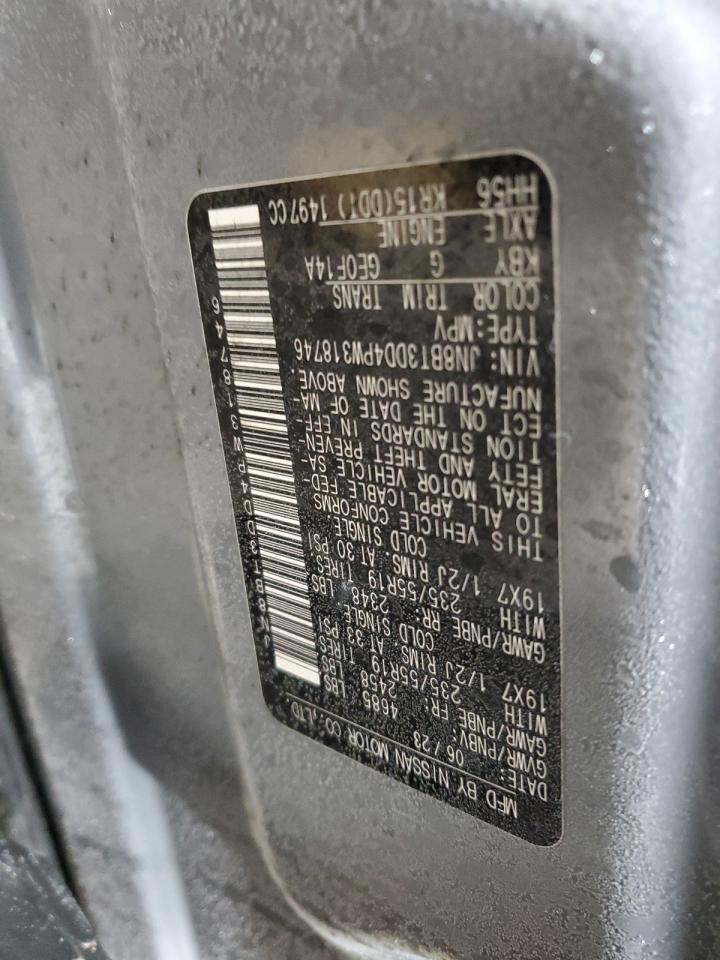 MFD BY NISSAN MOTOR CO.,LTD.
DATE: 06 / 23
GVWR/PNBV: 4685 LBS
GAWR/PNBE FR: 2458 LBS
WITH 235/55R19 TIRES,
19X7 1/2J RIMS AT 33 PSI
COLD SINGLE.
GAWR/PNBE RR: 2348 LBS
WITH 235/55R19 TIRES,
19X7 1/2J RIMS AT 30 PSI
COLD SINGLE.
THIS VEHICLE CONFORMS
TO ALL APPLICABLE FED-
ERAL MOTOR VEHICLE SA-
FETY AND THEFT PREVEN-
TION STANDARDS IN EFF-
ECT ON THE DATE OF MA-
NUFACTURE SHOWN ABOVE.
VIN: JN8BT3DD4PW318746
TYPE: MPV
COLOR TRIM TRANS
KBY G GE0F14A
AXLE ENGINE
HH56 KR15(DDT) 1497CC
JN8BT3DD4PW318746